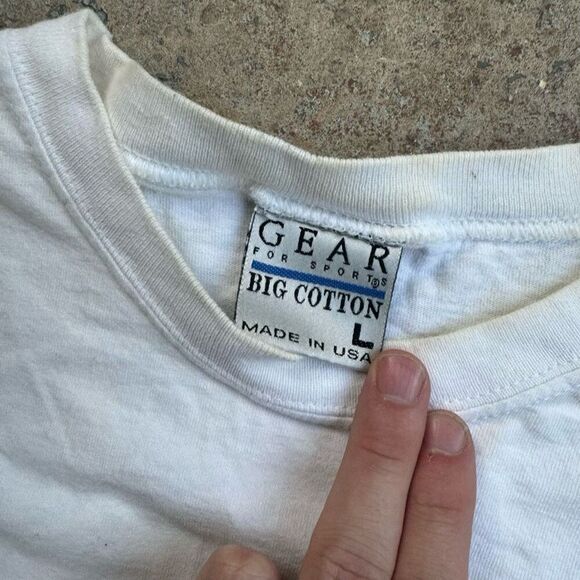 GEAR
FOR SPORTS®
BIG COTTON
L
MADE IN USA